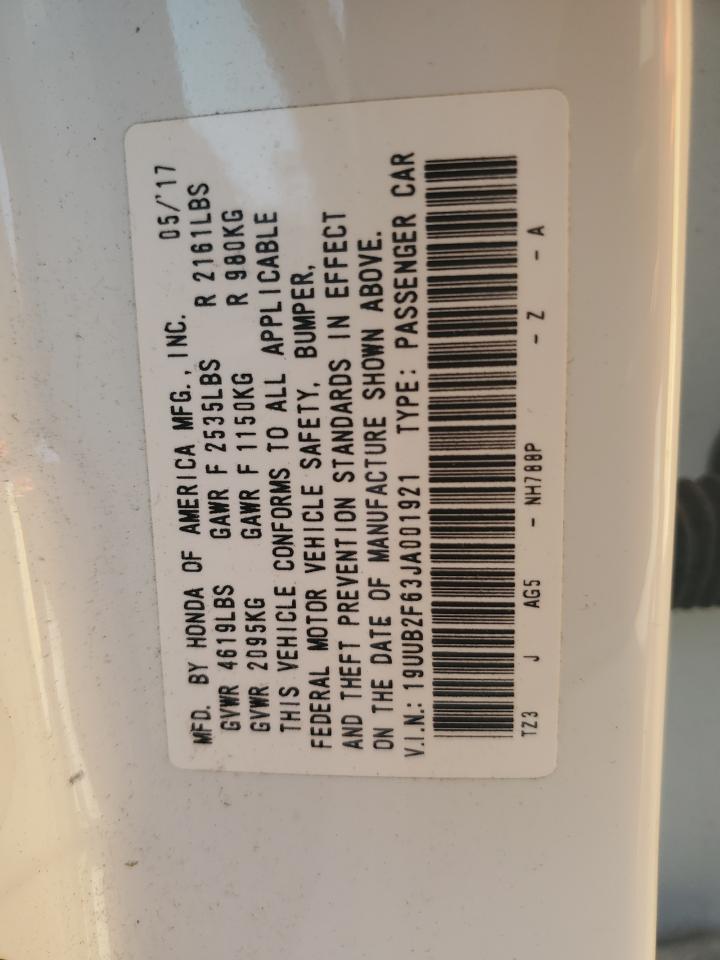 MFD. BY HONDA OF AMERICA MFG., INC. 05/'17
GVWR 4619LBS GAWR F 2535LBS R 2161LBS
GVWR 2095KG GAWR F 1150KG R 980KG
THIS VEHICLE CONFORMS TO ALL APPLICABLE
FEDERAL MOTOR VEHICLE SAFETY, BUMPER,
AND THEFT PREVENTION STANDARDS IN EFFECT
ON THE DATE OF MANUFACTURE SHOWN ABOVE.
V.I.N.: 19UUB2F63JA001921 TYPE: PASSENGER CAR
TZ3 J AG5 - NH788P - Z - A